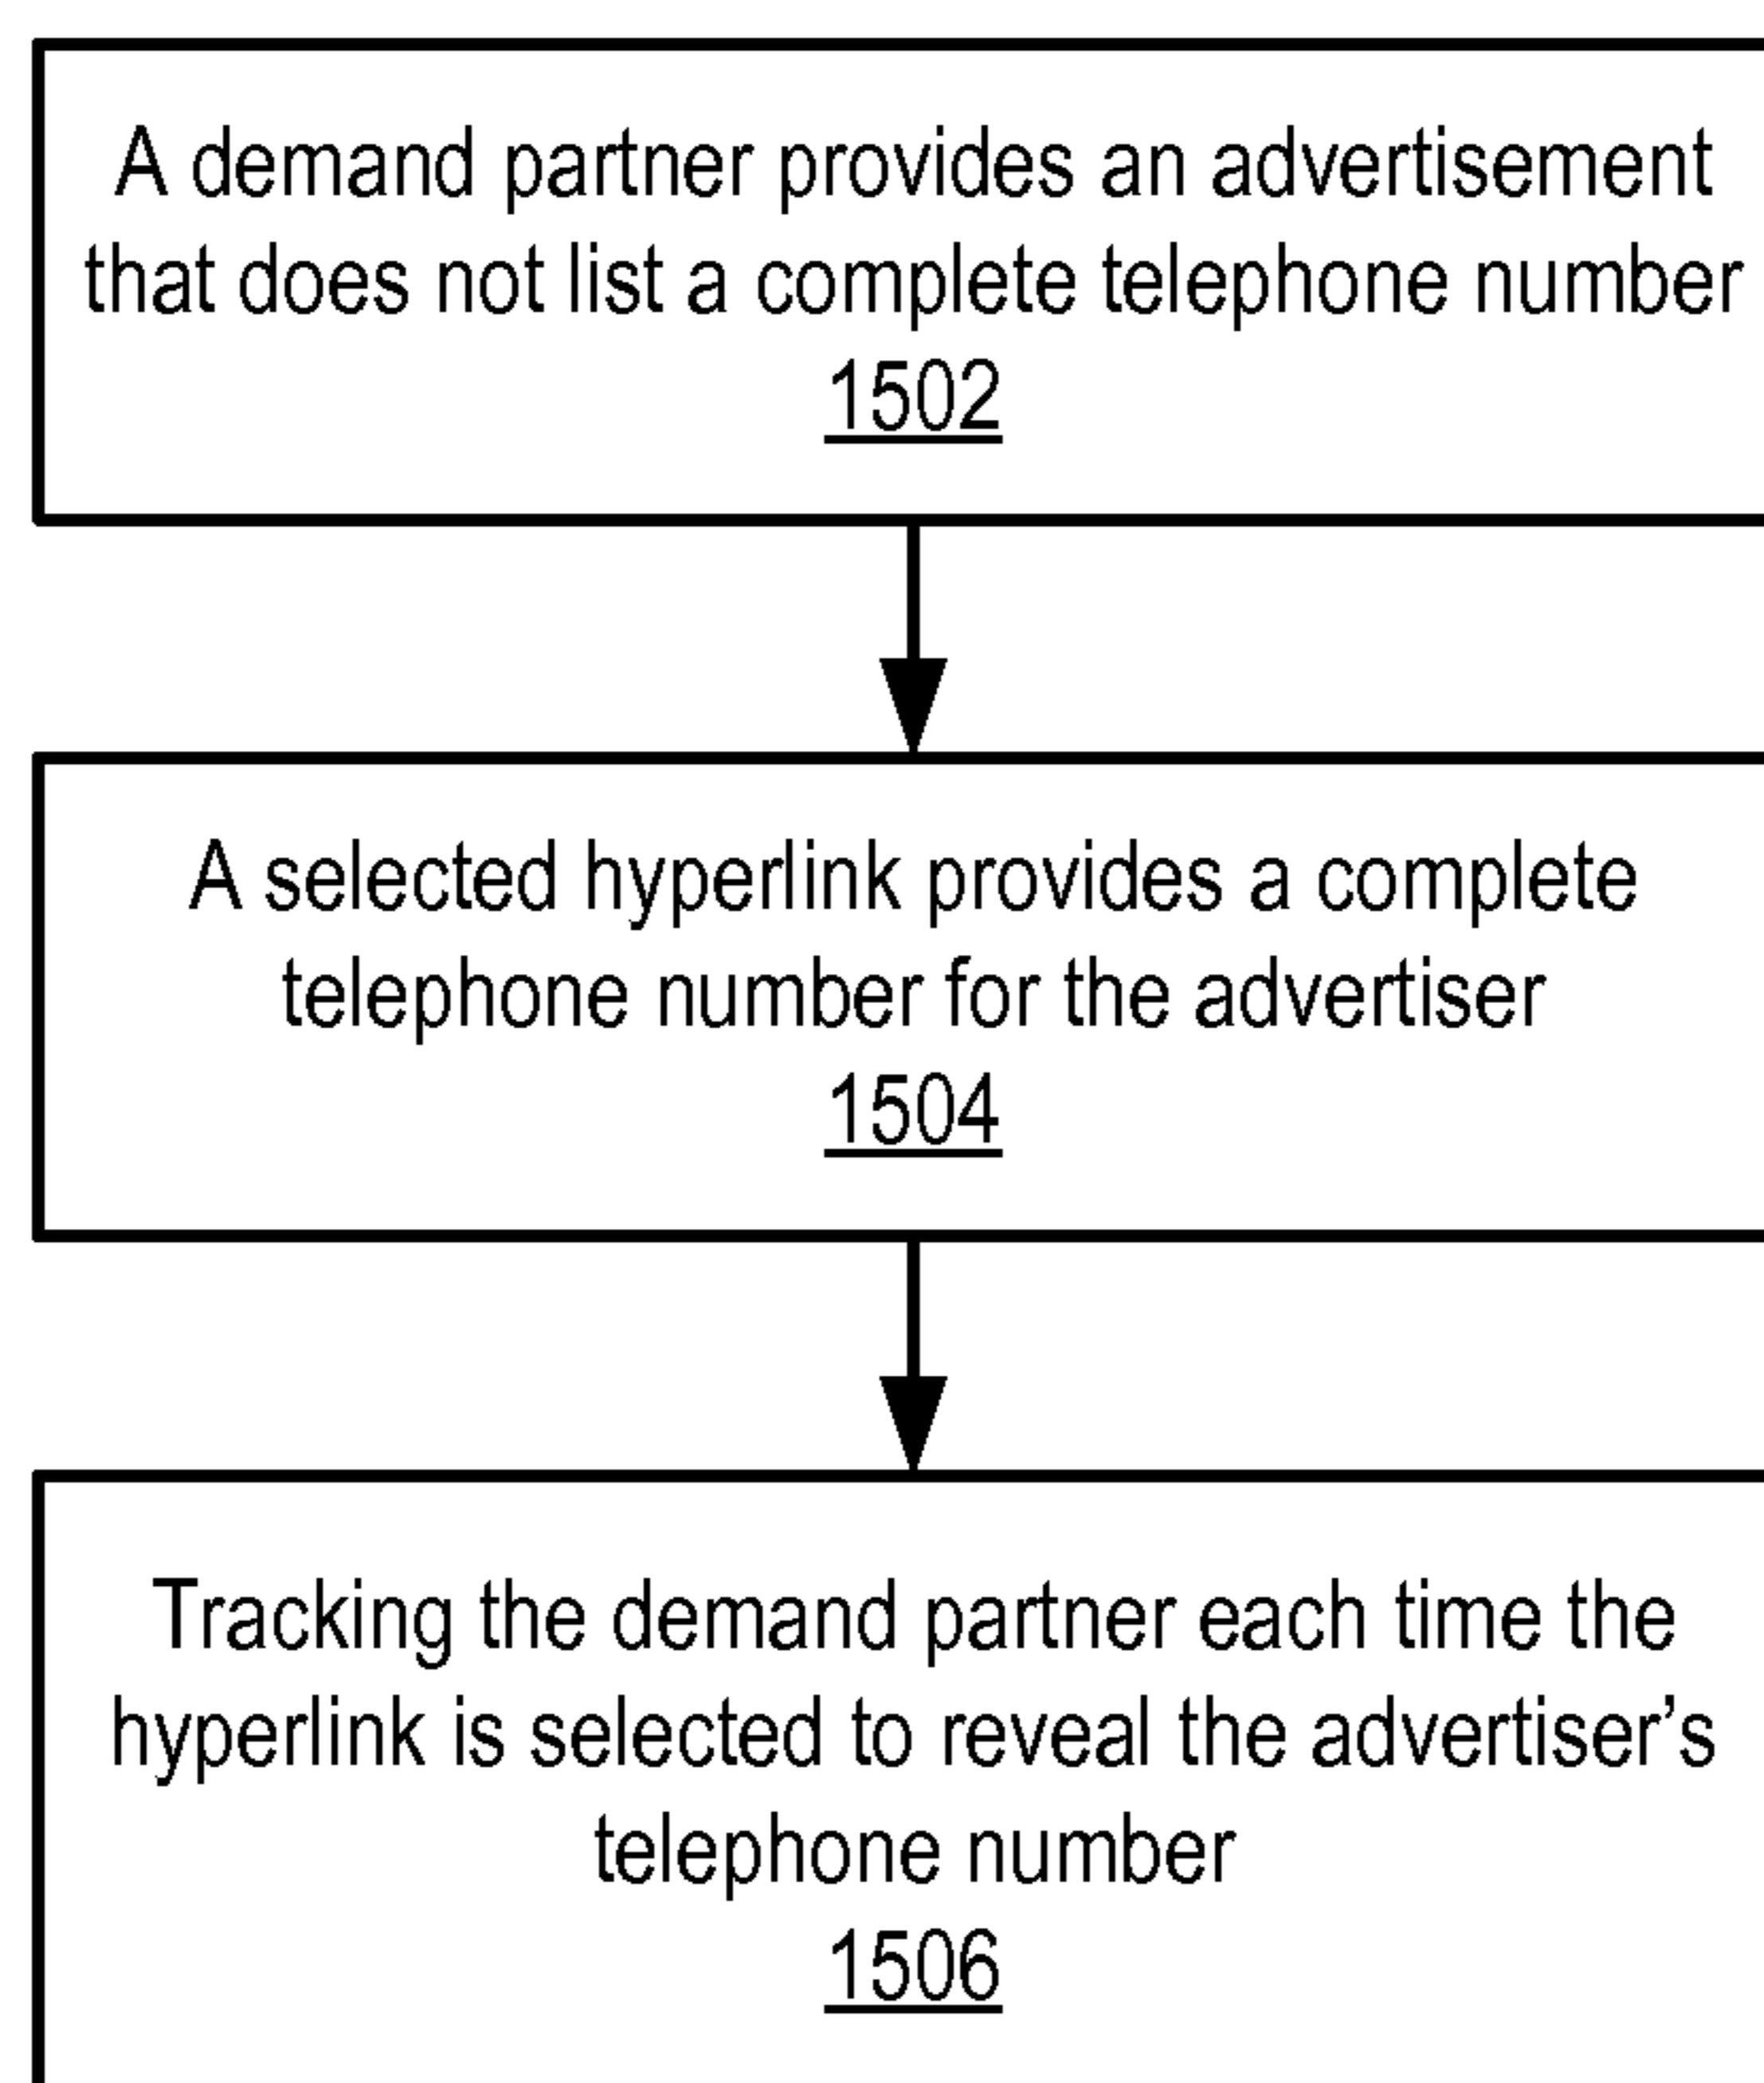 A demand partner provides an advertisement
that does not list a complete telephone number
1502
A selected hyperlink provides a complete
telephone number for the advertiser
1504
Tracking the demand partner each time the
hyperlink is selected to reveal the advertiser’s
telephone number
1506